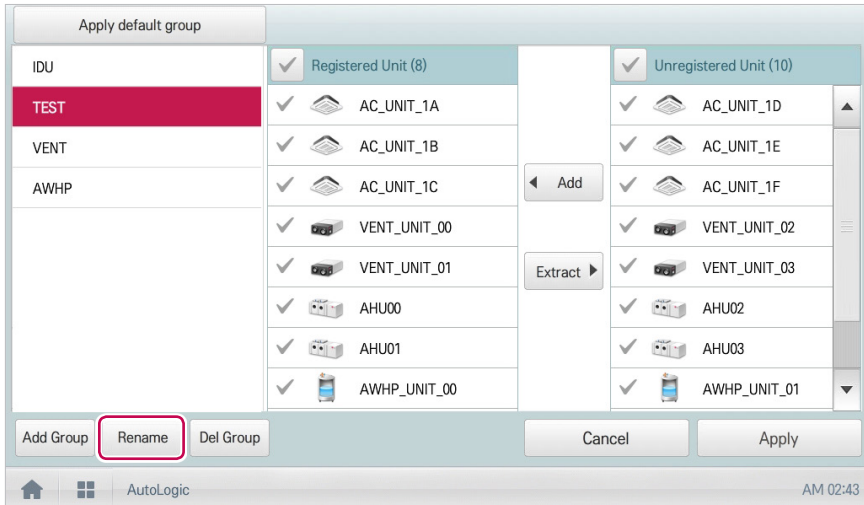 Apply default group
IDU
TEST
VENT
AWHP
Registered Unit (8)
AC_UNIT_1A
AC_UNIT_1B
AC_UNIT_1C
VENT_UNIT_00
VENT_UNIT_01
AHU00
AHU01
AWHP_UNIT_00
Add
Extract
Unregistered Unit (10)
AC_UNIT_1D
AC_UNIT_1E
AC_UNIT_1F
VENT_UNIT_02
VENT_UNIT_03
AHU02
AHU03
AWHP_UNIT_01
Add Group Rename Del Group Cancel Apply
AutoLogic AM 02:43